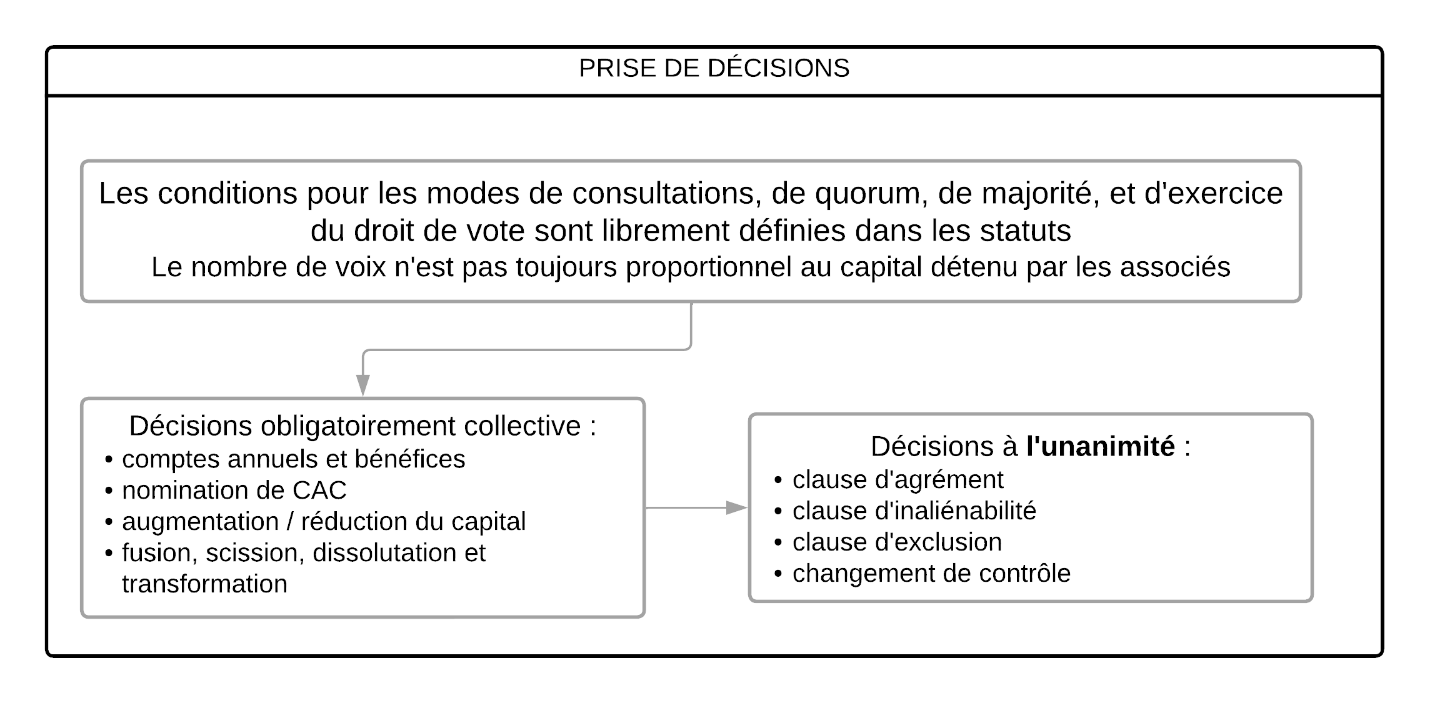 PRISE DE DÉCISIONS
Les conditions pour les modes de consultations, de quorum, de majorité, et d'exercice
du droit de vote sont librement définies dans les statuts
Le nombre de voix n'est pas toujours proportionnel au capital détenu par les associés
Décisions obligatoirement collective :
• comptes annuels et bénéfices
• nomination de CAC
• augmentation / réduction du capital
• fusion, scission, dissolutation et
transformation
Décisions à l'unanimité :
• clause d'agrément
• clause d'inaliénabilité
• clause d'exclusion
• changement de contrôle